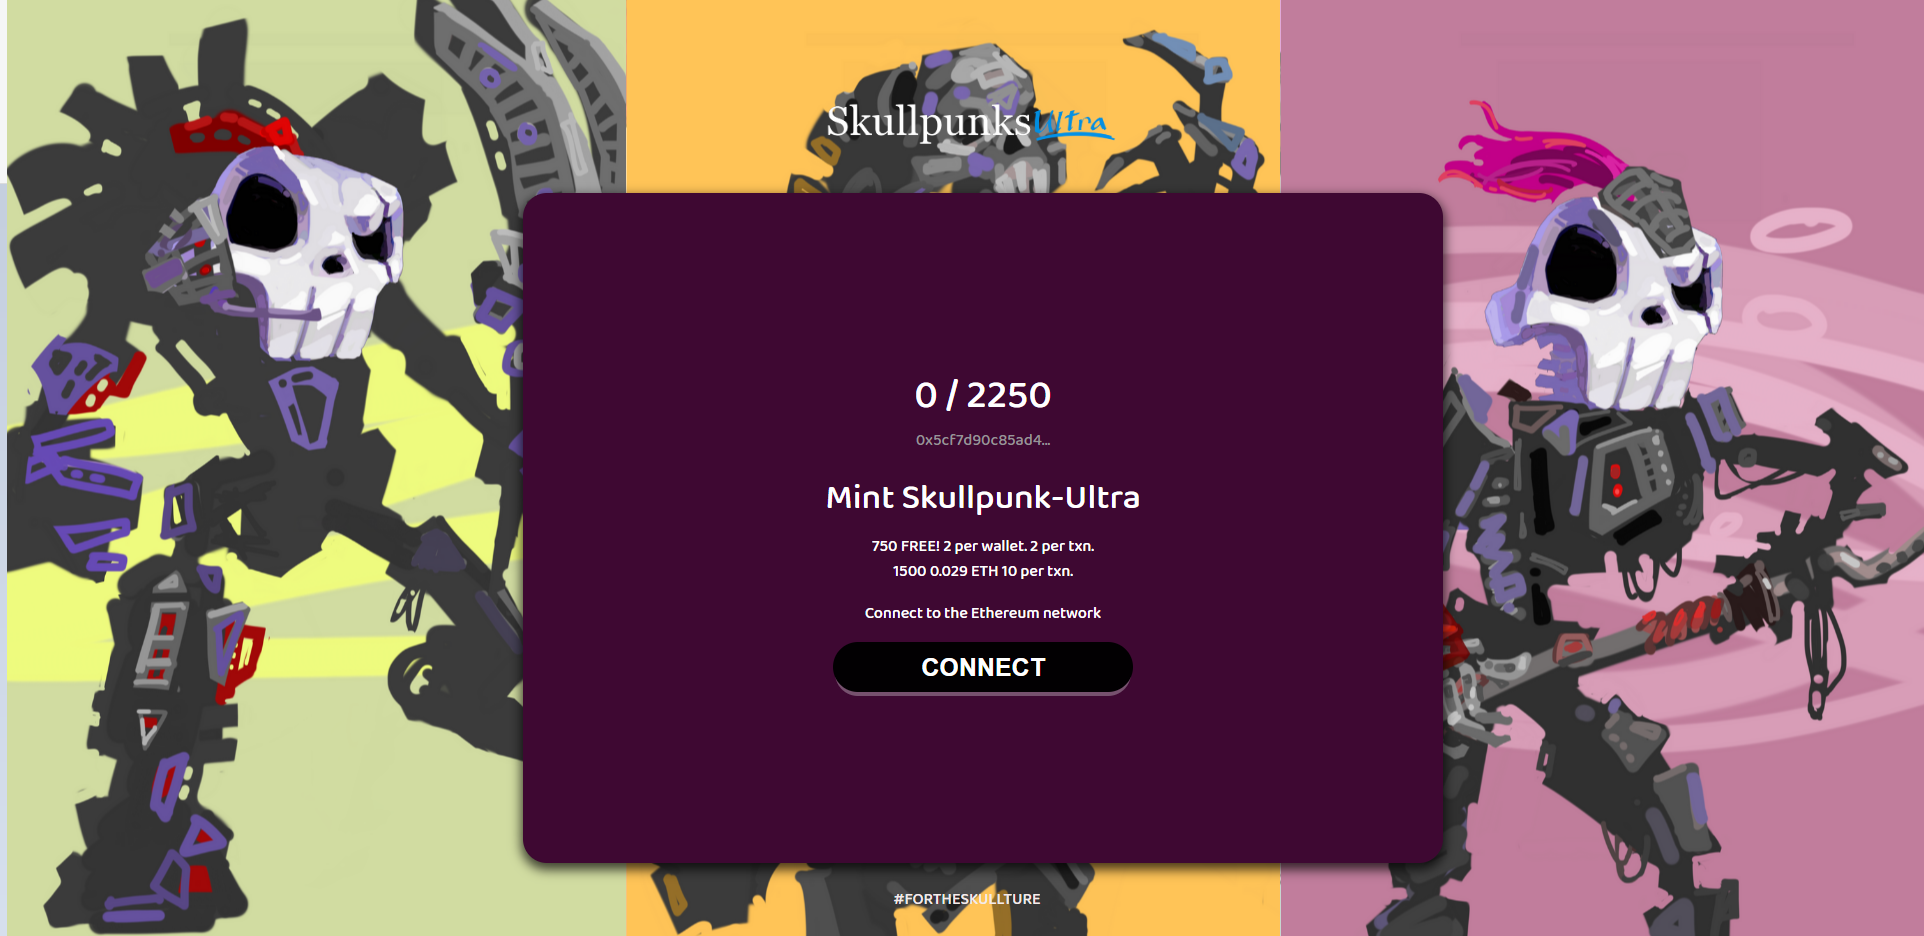 SkullpunksUltra
0 / 2250
0x5cf7d90c85ad4...
Mint Skullpunk-Ultra
750 FREE! 2 per wallet. 2 per txn.
1500 0.029 ETH 10 per txn.
Connect to the Ethereum network
CONNECT
#FORTHESKULLTURE